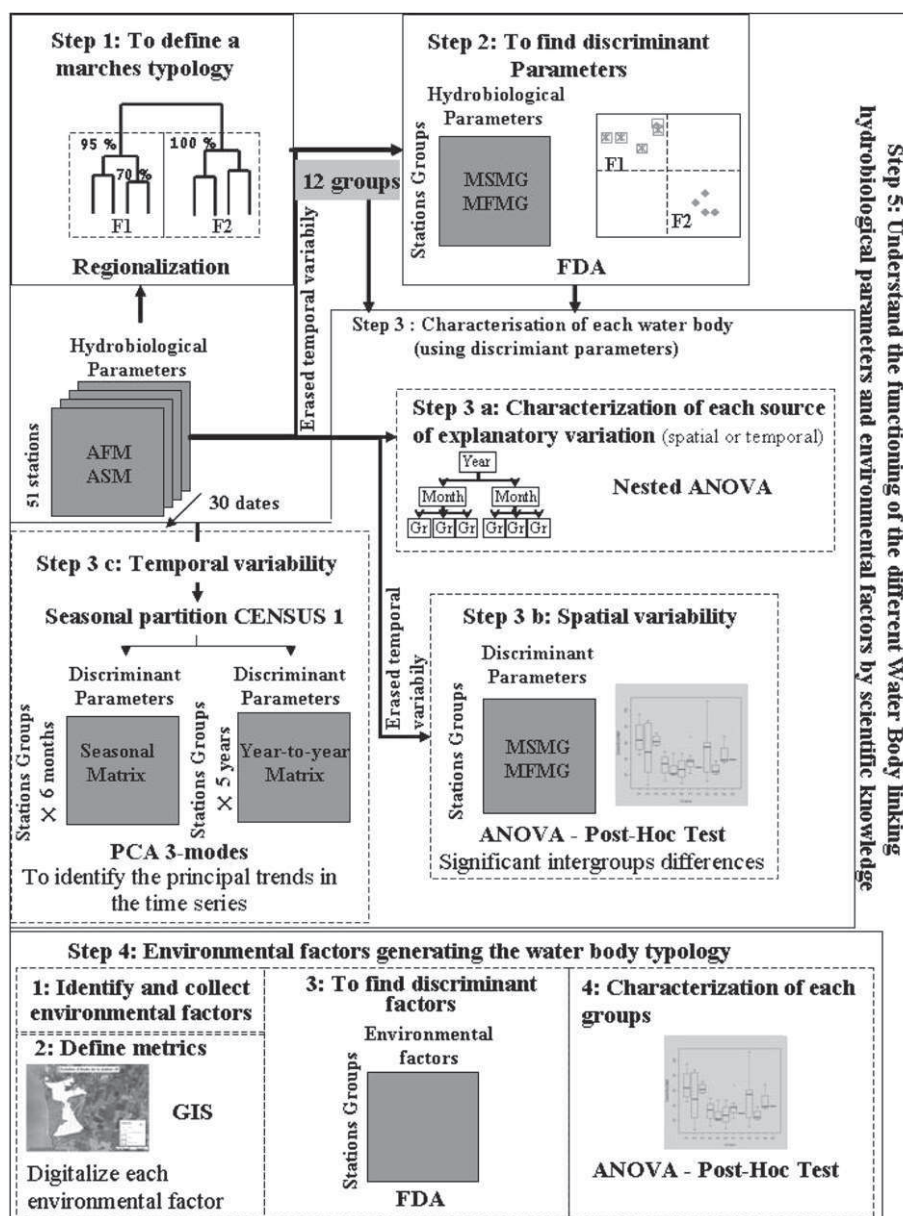 Step 1: To define a
marches typology
95 %
100 %
70 %
F1
F2
Regionalization
Step 2: To find discriminant
Parameters
Hydrobiological
Parameters
Stations Groups
MSMG
MFMG
F1
F2
FDA
12 groups
Erased temporal variabily
Hydrobiological
Parameters
51 stations
AFM
ASM
30 dates
Step 3 : Characterisation of each water body
(using discrimiant parameters)
Step 3 a: Characterization of each source
of explanatory variation (spatial or temporal)
Year
Month
Month
Gr
Gr
Gr
Gr
Gr
Gr
Nested ANOVA
Erased temporal
variabily
Step 3 b: Spatial variability
Discriminant
Parameters
Stations Groups
MSMG
MFMG
ANOVA - Post-Hoc Test
Significant intergroups differences
Step 3 c: Temporal variability
Seasonal partition CENSUS 1
Discriminant
Parameters
Stations Groups
× 6 months
Seasonal
Matrix
Discriminant
Parameters
Stations Groups
× 5 years
Year-to-year
Matrix
PCA 3-modes
To identify the principal trends in
the time series
Step 4: Environmental factors generating the water body typology
1: Identify and collect
environmental factors
2: Define metrics
GIS
Digitalize each
environmental factor
3: To find discriminant
factors
Environmental
factors
Stations Groups
FDA
4: Characterization of each
groups
ANOVA - Post-Hoc Test
Step 5: Understand the functioning of the different Water Body linking
hydrobiological parameters and environmental factors by scientific knowledge